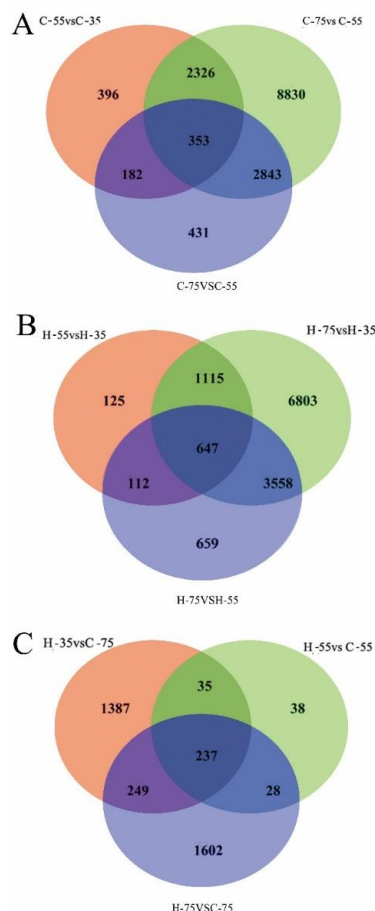 A
C-55vsC-35
C-75vs C-55
2326
396
8830
353
182
2843
431
C-75VSC-55
B
H-75vsH-35
H-55vsH-35
1115
125
6803
647
112
3558
659
H-75VSH-55
C
H-35vsC-75
H-55vs C-55
35
1387
38
237
249
28
1602
H-75VSC-75